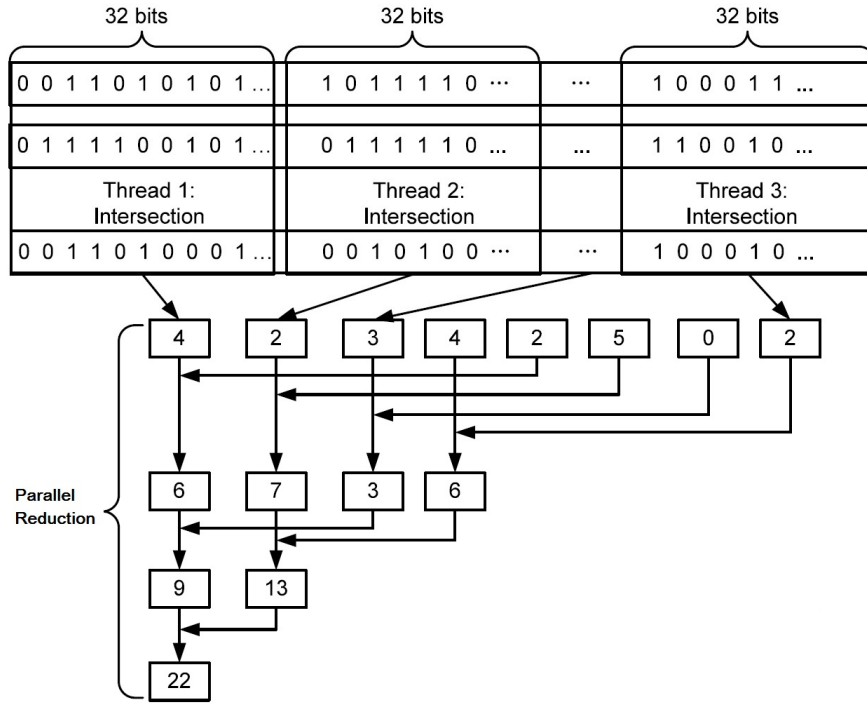 32 bits 32 bits 32 bits
0 0 1 1 0 1 0 1 0 1 ... 1 0 1 1 1 1 0 ... ... 1 0 0 0 1 1 ...
0 1 1 1 1 0 0 1 0 1 ... 0 1 1 1 1 1 0 ... ... 1 1 0 0 1 0 ...
Thread 1: Thread 2: Thread 3:
Intersection Intersection Intersection
0 0 1 1 0 1 0 0 0 1 ... 0 0 1 0 1 0 0 ... ... 1 0 0 0 1 0 ...
4 2 3 4 2 5 0 2
6 7 3 6
Parallel
Reduction
9 13
22